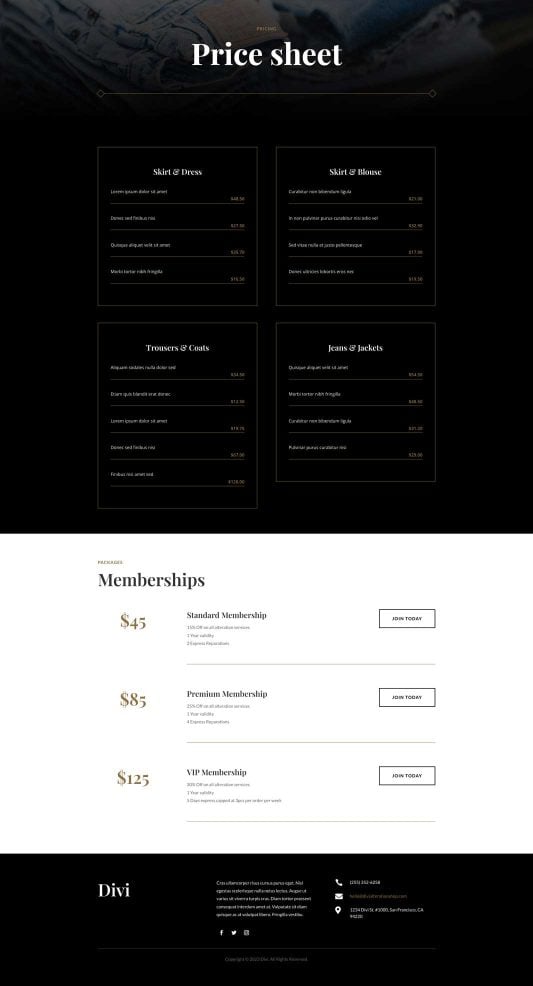 PRICING
Price sheet
Skirt & Dress
Lorem ipsum dolor sit amet
$48.50
Donec sed finibus nisi
$27.50
Quisque aliquet velit sit amet
$25.70
Morbi tortor nibh fringilla
$15.50
Skirt & Blouse
Curabitur non bibendum ligula
$21.00
In non pulvinar purus curabitur nisi odio vel
$32.90
Sed vitae nulla et justo pellentesque
$17.00
Donec ultricies lobortis eros nec
$19.50
Trousers & Coats
Aliquam sodales nulla dolor sed
$34.50
Etiam quis blandit erat donec
$12.50
Lorem ipsum dolor sit amet
$19.75
Donec sed finibus nisi
$67.00
Finibus nisi amet sed
$120.00
Jeans & Jackets
Quisque aliquet velit sit amet
$54.50
Morbi tortor nibh fringilla
$48.50
Curabitur non bibendum ligula
$31.20
Pulvinar purus curabitur nisi
$29.00
PACKAGES
Memberships
$45
Standard Membership
15% Off on all alteration services
1 Year validity
2 Express Reparations
JOIN TODAY
$85
Premium Membership
25% Off on all alteration services
1 Year validity
4 Express Reparations
JOIN TODAY
$125
VIP Membership
30% Off on all alteration services
1 Year validity
5 Days express capped at 3pcs per order per week
JOIN TODAY
Divi
Cras ullamcorper risus cursus purus eget. Nisl
egestas scelerisque nulla netus lectus. Augue ut
varius sit viverra turpis cras. Diam tortor praesent
consequat interdum amet at. Vulputate sit etiam
quisque ac at volutpat libero. Fringilla vestibu.
(255) 352-6258
hello@divialterationshop.com
1234 Divi St. #1000, San Francisco, CA
94220
Copyright © 2023 Divi. All Rights Reserved.